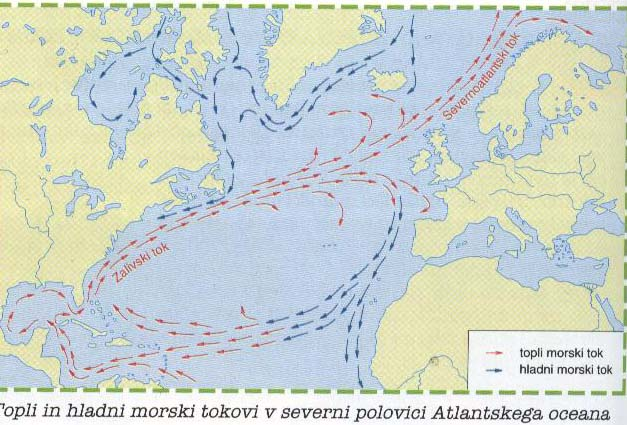 Severnoatlantski tok
Zalivski tok
topli morski tok
hladni morski tok
Topli in hladni morski tokovi v severni polovici Atlantskega oceana